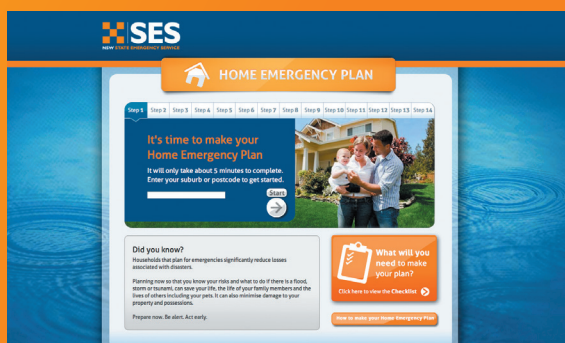 SES
NSW STATE EMERGENCY SERVICE
HOME EMERGENCY PLAN
Step 1 Step 2 Step 3 Step 4 Step 5 Step 6 Step 7 Step 8 Step 9 Step 10 Step 11 Step 12 Step 13 Step 14
It's time to make your
Home Emergency Plan
It will only take about 5 minutes to complete.
Enter your suburb or postcode to get started.
Start
Did you know?
Households that plan for emergencies significantly reduce losses
associated with disasters.
Planning now so that you know your risks and what to do if there is a flood,
storm or tsunami, can save your life, the life of your family members and the
lives of others including your pets. It can also minimise damage to your
property and possessions.
Prepare now. Be alert. Act early.
What will you
need to make
your plan?
Click here to view the Checklist
How to make your Home Emergency Plan